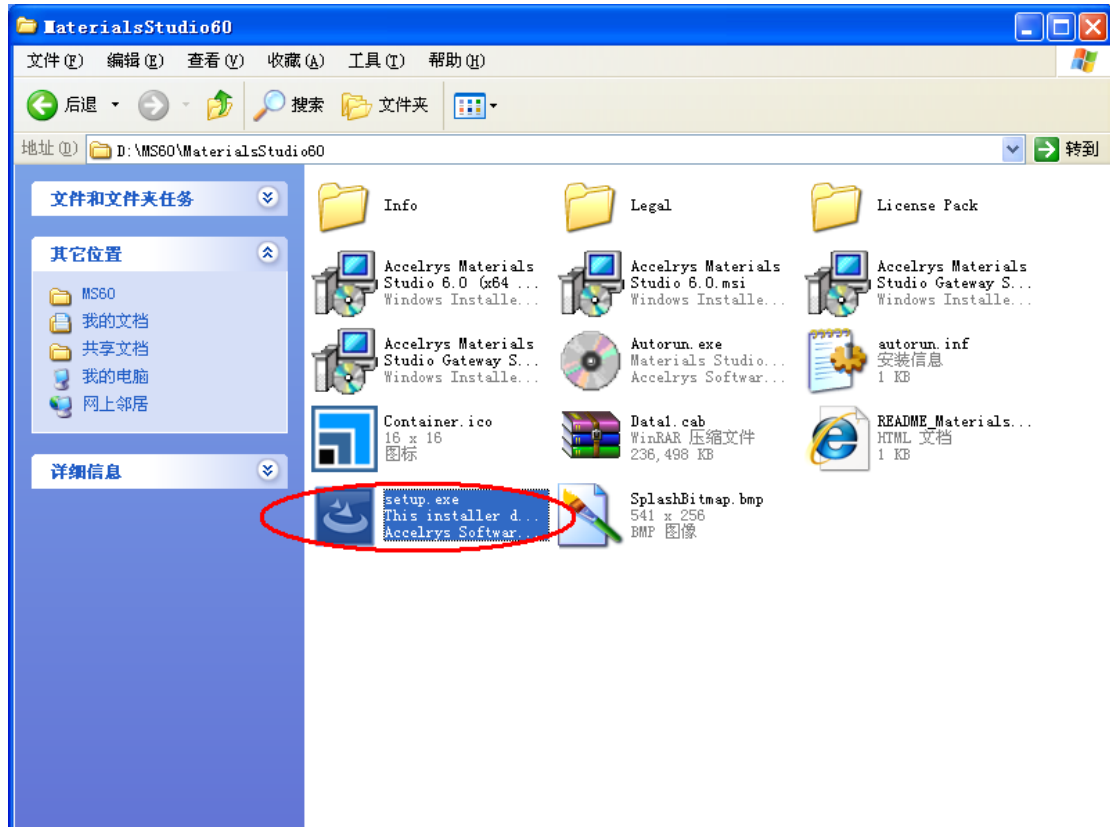 MaterialsStudio60
文件(F) 编辑(E) 查看(V) 收藏(A) 工具(T) 帮助(H)
后退 搜索 文件夹
地址(D) D:\MS60\MaterialsStudio60 转到
文件和文件夹任务
其它位置
MS60
我的文档
共享文档
我的电脑
网上邻居
详细信息
Info
Legal
License Pack
Accelrys Materials
Studio 6.0 (x64 ...
Windows Installe...
Accelrys Materials
Studio 6.0.msi
Windows Installe...
Accelrys Materials
Studio Gateway S...
Windows Installe...
Accelrys Materials
Studio Gateway S...
Windows Installe...
Autorun.exe
Materials Studio...
Accelrys Softwar...
autorun.inf
安装信息
1 KB
Container.ico
16 x 16
图标
Data1.cab
WinRAR 压缩文件
236,498 KB
README_Materials...
HTML 文档
1 KB
setup.exe
This installer d...
Accelrys Softwar...
SplashBitmap.bmp
541 x 256
BMP 图像